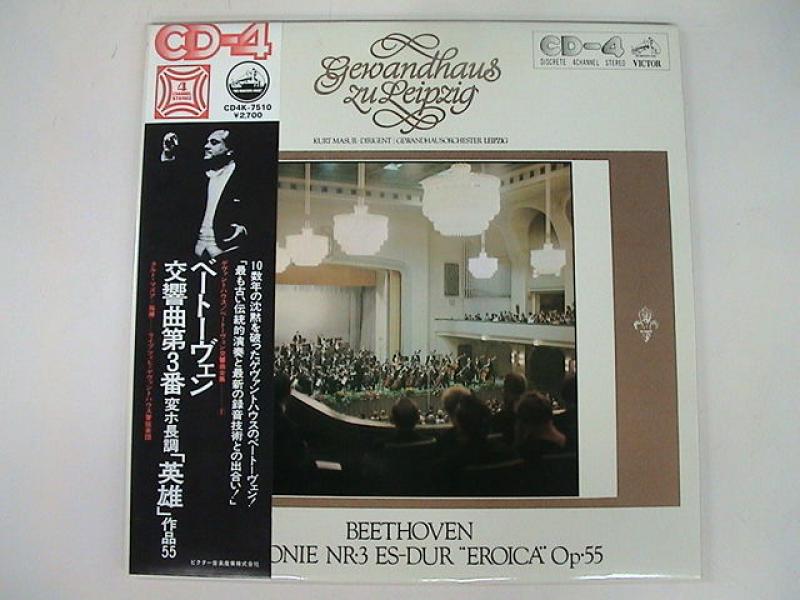 CD-4
4
CHANNEL
STEREO
CD4K-7510
¥2,700
Gewandhaus
zu Leipzig
KURT MASUR · DIRIGENT | GEWANDHAUSORCHESTER LEIPZIG
CD-4
DISCRETE 4CHANNEL STEREO
VICTOR
10数年の沈黙を破ったゲヴァントハウスのベートーヴェン!
「最も古い伝統的演奏と最新の録音技術との出合い!」
ベートーヴェン
交響曲第3番 変ホ長調「英雄」作品55
ビクター音楽産業株式会社
BEETHOVEN
ONIE NR·3 ES-DUR "EROICA" Op·55